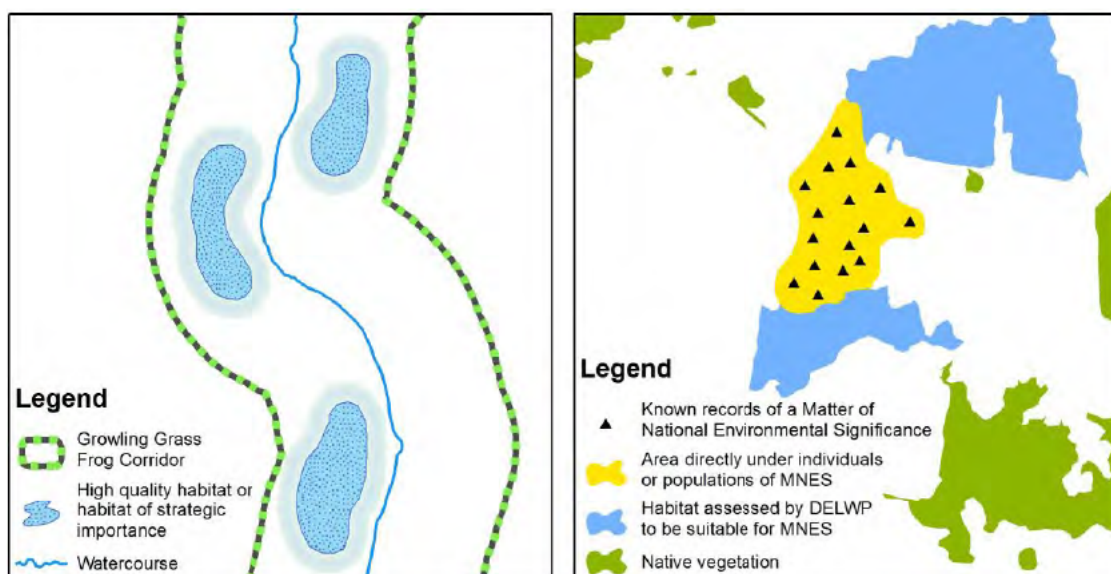 Legend
Growling Grass
Frog Corridor
High quality habitat or
habitat of strategic
importance
Watercourse
Legend
Known records of a Matter of
National Environmental Significance
Area directly under individuals
or populations of MNES
Habitat assessed by DELWP
to be suitable for MNES
Native vegetation